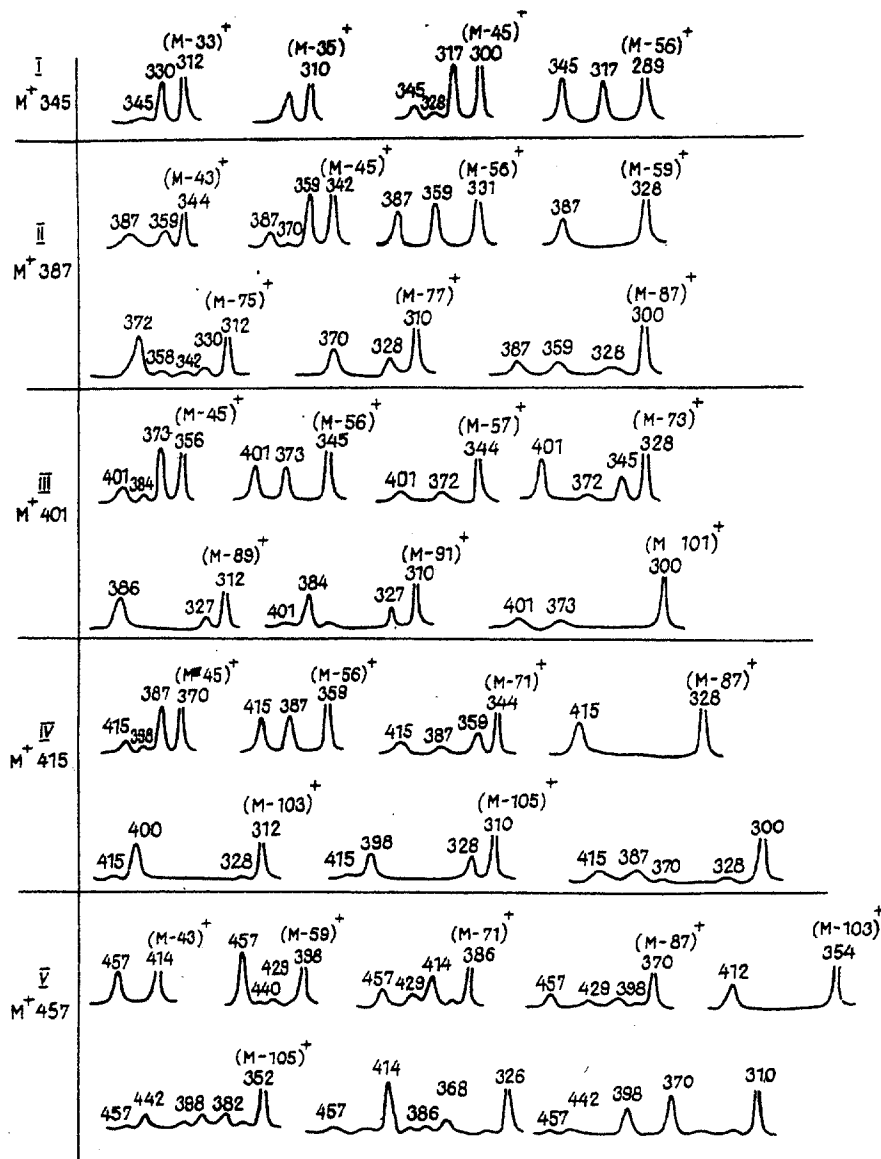 I
M⁺ 345
(M-33)⁺ (M-35)⁺ (M-45)⁺ (M-56)⁺
345 330 312 310 345 328 317 300 345 317 289
II
M⁺ 387
(M-43)⁺ (M-45)⁺ (M-56)⁺ (M-59)⁺
387 359 344 387 370 359 342 387 359 331 387 328
(M-75)⁺ (M-77)⁺ (M-87)⁺
372 358 342 330 312 370 328 310 387 359 328 300
III
M⁺ 401
(M-45)⁺ (M-56)⁺ (M-57)⁺ (M-73)⁺
401 384 373 356 401 373 345 401 372 344 401 372 345 328
(M-89)⁺ (M-91)⁺ (M 101)⁺
386 327 312 401 384 327 310 401 373 300
IV
M⁺ 415
(M-45)⁺ (M-56)⁺ (M-71)⁺ (M-87)⁺
415 398 387 370 415 387 359 415 387 359 344 415 328
(M-103)⁺ (M-105)⁺
415 400 328 312 415 398 328 310 415 387 370 328 300
V
M⁺ 457
(M-43)⁺ (M-59)⁺ (M-71)⁺ (M-87)⁺ (M-103)⁺
457 414 457 440 429 398 457 429 414 386 457 429 398 370 412 354
(M-105)⁺
457 442 398 382 352 457 414 386 368 326 457 442 398 370 310